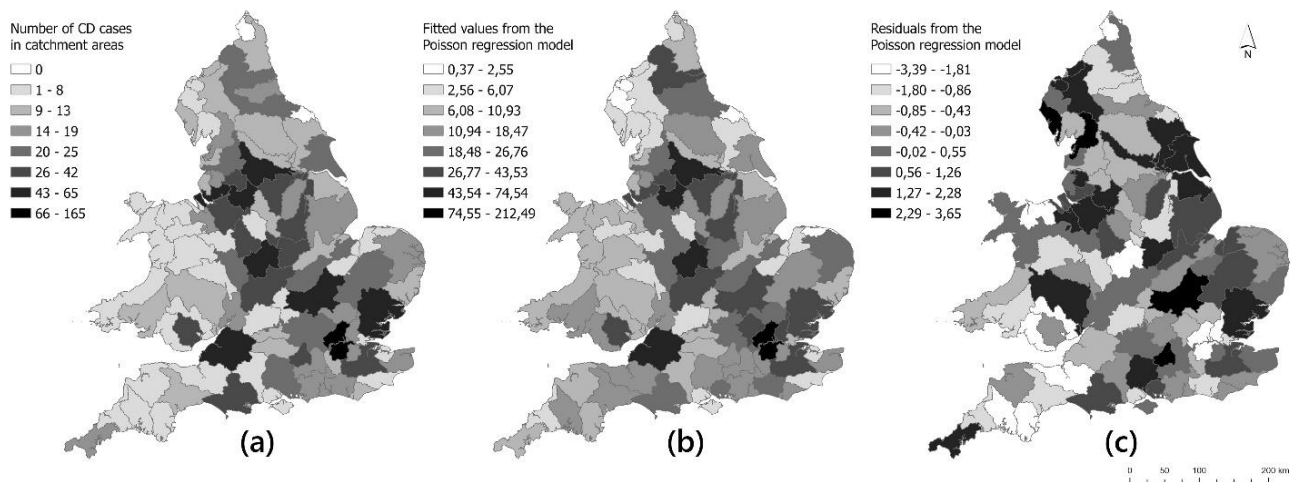 Number of CD cases
in catchment areas
0
1 - 8
9 - 13
14 - 19
20 - 25
26 - 42
43 - 65
66 - 165
(a)
Fitted values from the
Poisson regression model
0,37 - 2,55
2,56 - 6,07
6,08 - 10,93
10,94 - 18,47
18,48 - 26,76
26,77 - 43,53
43,54 - 74,54
74,55 - 212,49
(b)
Residuals from the
Poisson regression model
-3,39 - -1,81
-1,80 - -0,86
-0,85 - -0,43
-0,42 - -0,03
-0,02 - 0,55
0,56 - 1,26
1,27 - 2,28
2,29 - 3,65
(c)
N
0 50 100 200 km